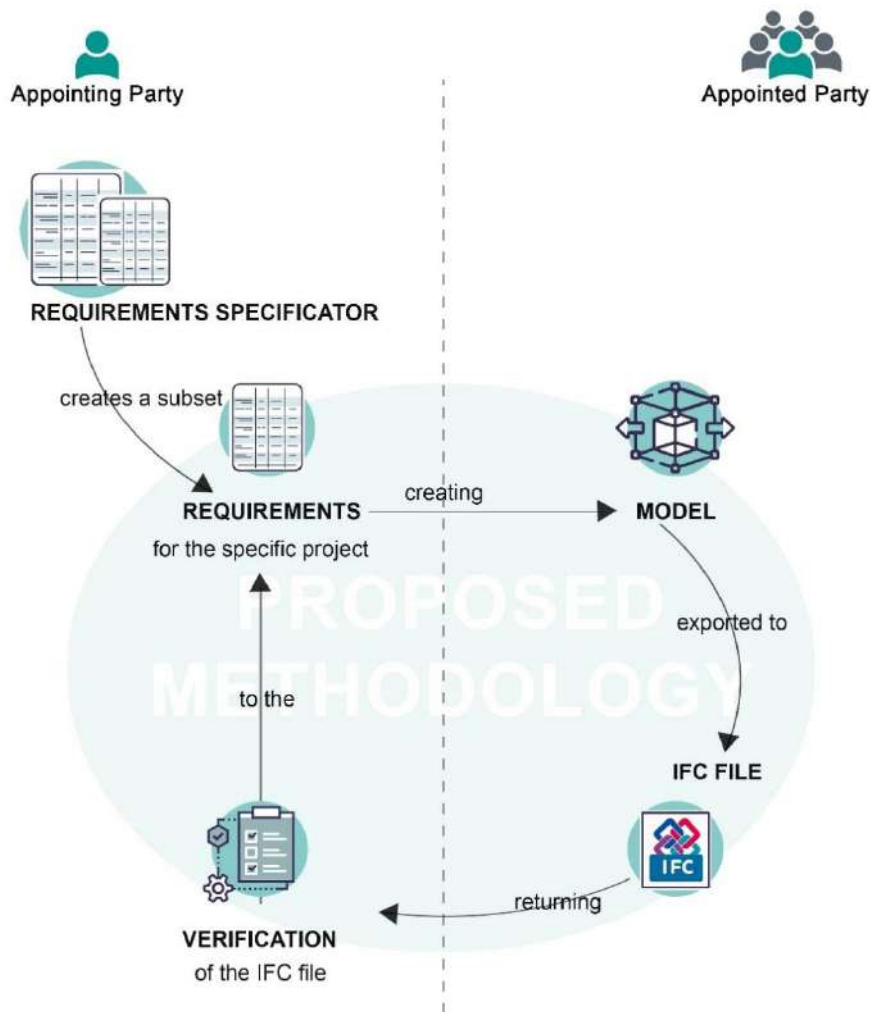 Appointing Party
Appointed Party
REQUIREMENTS SPECIFICATOR
creates a subset
REQUIREMENTS
for the specific project
creating
MODEL
PROPOSED
METHODOLOGY
exported to
to the
IFC FILE
IFC
returning
VERIFICATION
of the IFC file